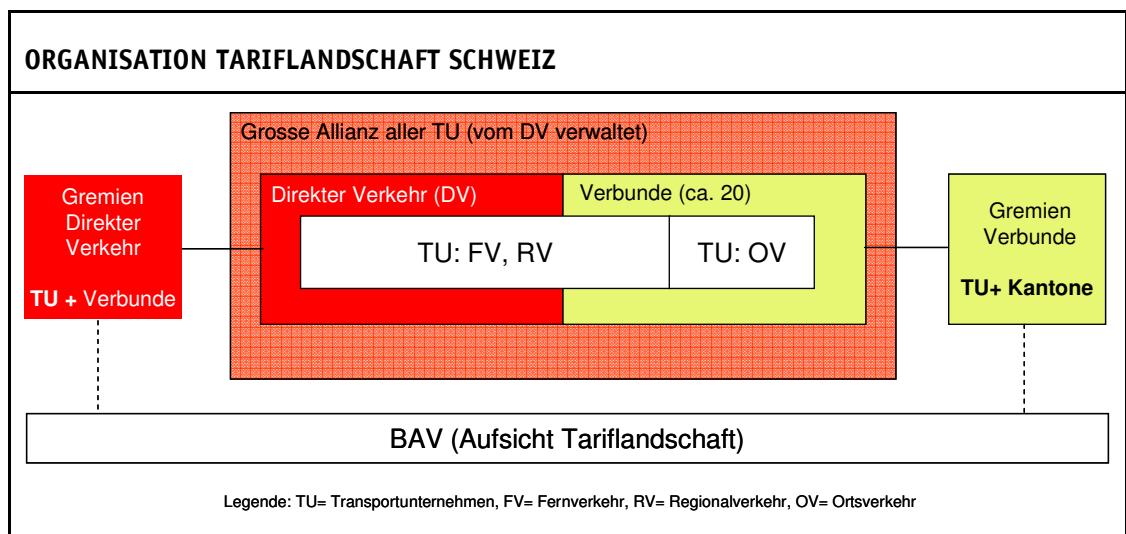 ORGANISATION TARIFLANDSCHAFT SCHWEIZ
Grosse Allianz aller TU (vom DV verwaltet)
Gremien
Direkter
Verkehr
TU + Verbunde
Direkter Verkehr (DV)
Verbunde (ca. 20)
TU: FV, RV
TU: OV
Gremien
Verbunde
TU+ Kantone
BAV (Aufsicht Tariflandschaft)
Legende: TU= Transportunternehmen, FV= Fernverkehr, RV= Regionalverkehr, OV= Ortsverkehr